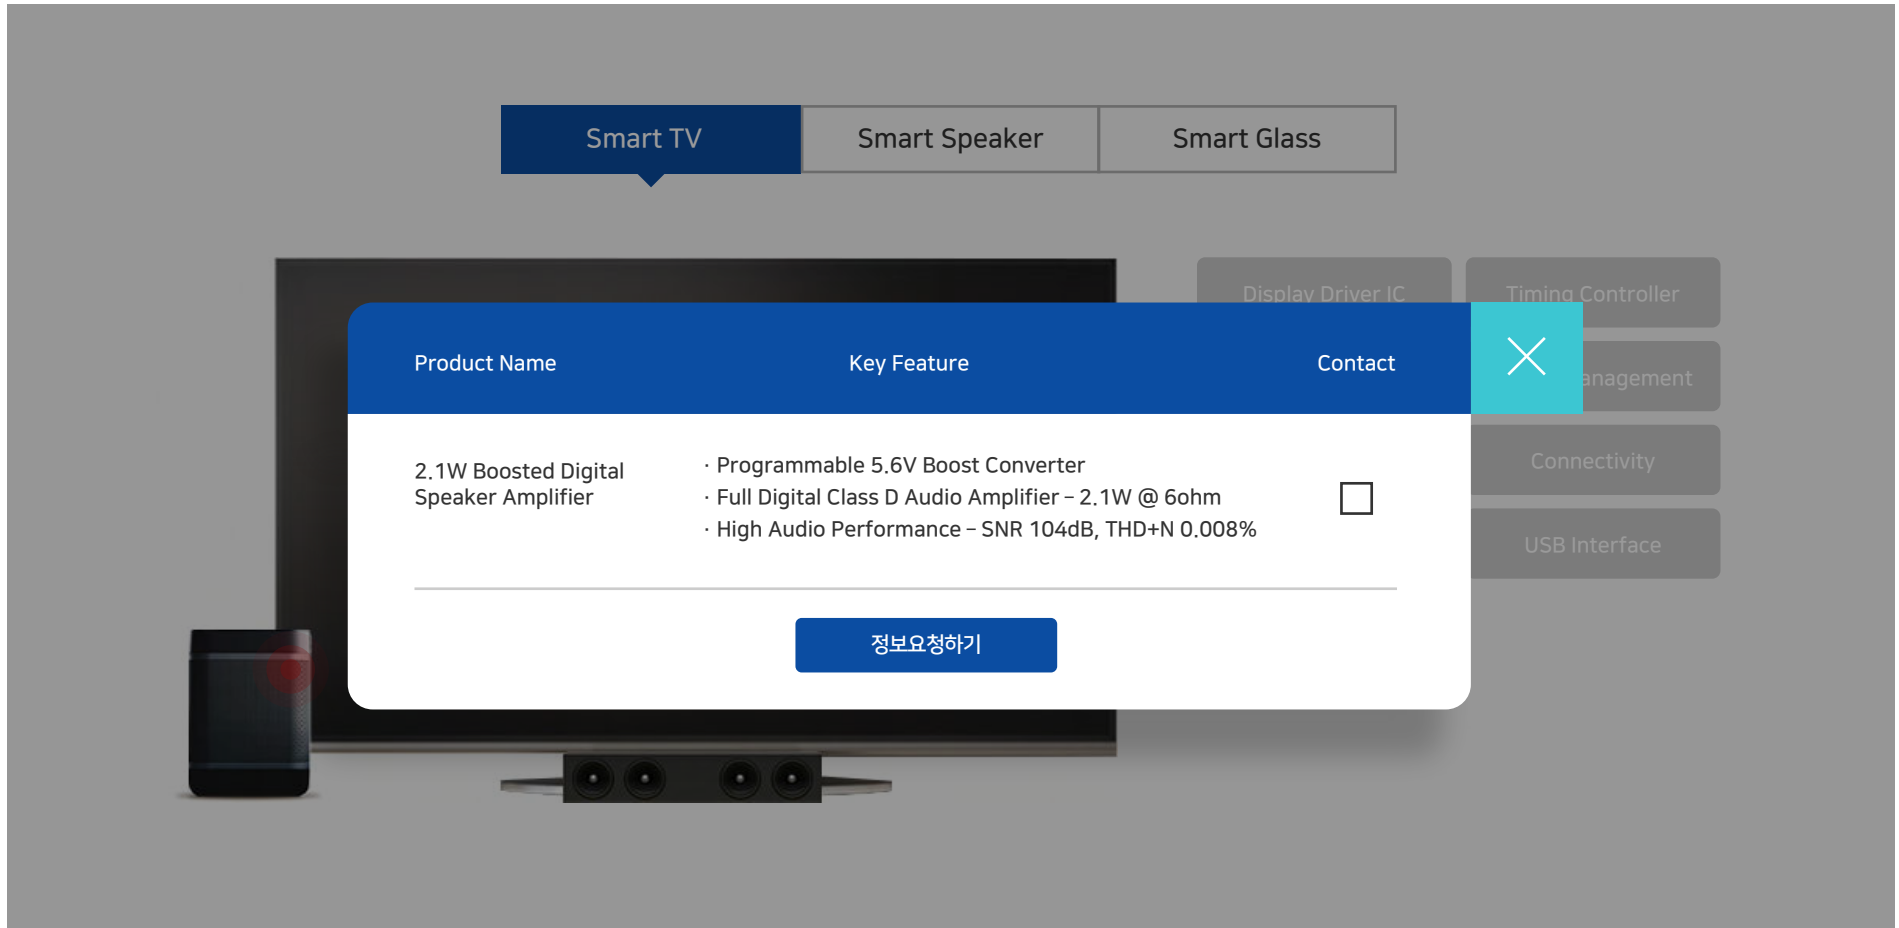 Smart TV
Smart Speaker
Smart Glass
Display Driver IC
Timing Controller
Product Name
Key Feature
Contact
anagement
2.1W Boosted Digital
Speaker Amplifier
· Programmable 5.6V Boost Converter
· Full Digital Class D Audio Amplifier – 2.1W @ 6ohm
· High Audio Performance – SNR 104dB, THD+N 0.008%
Connectivity
USB Interface
정보요청하기